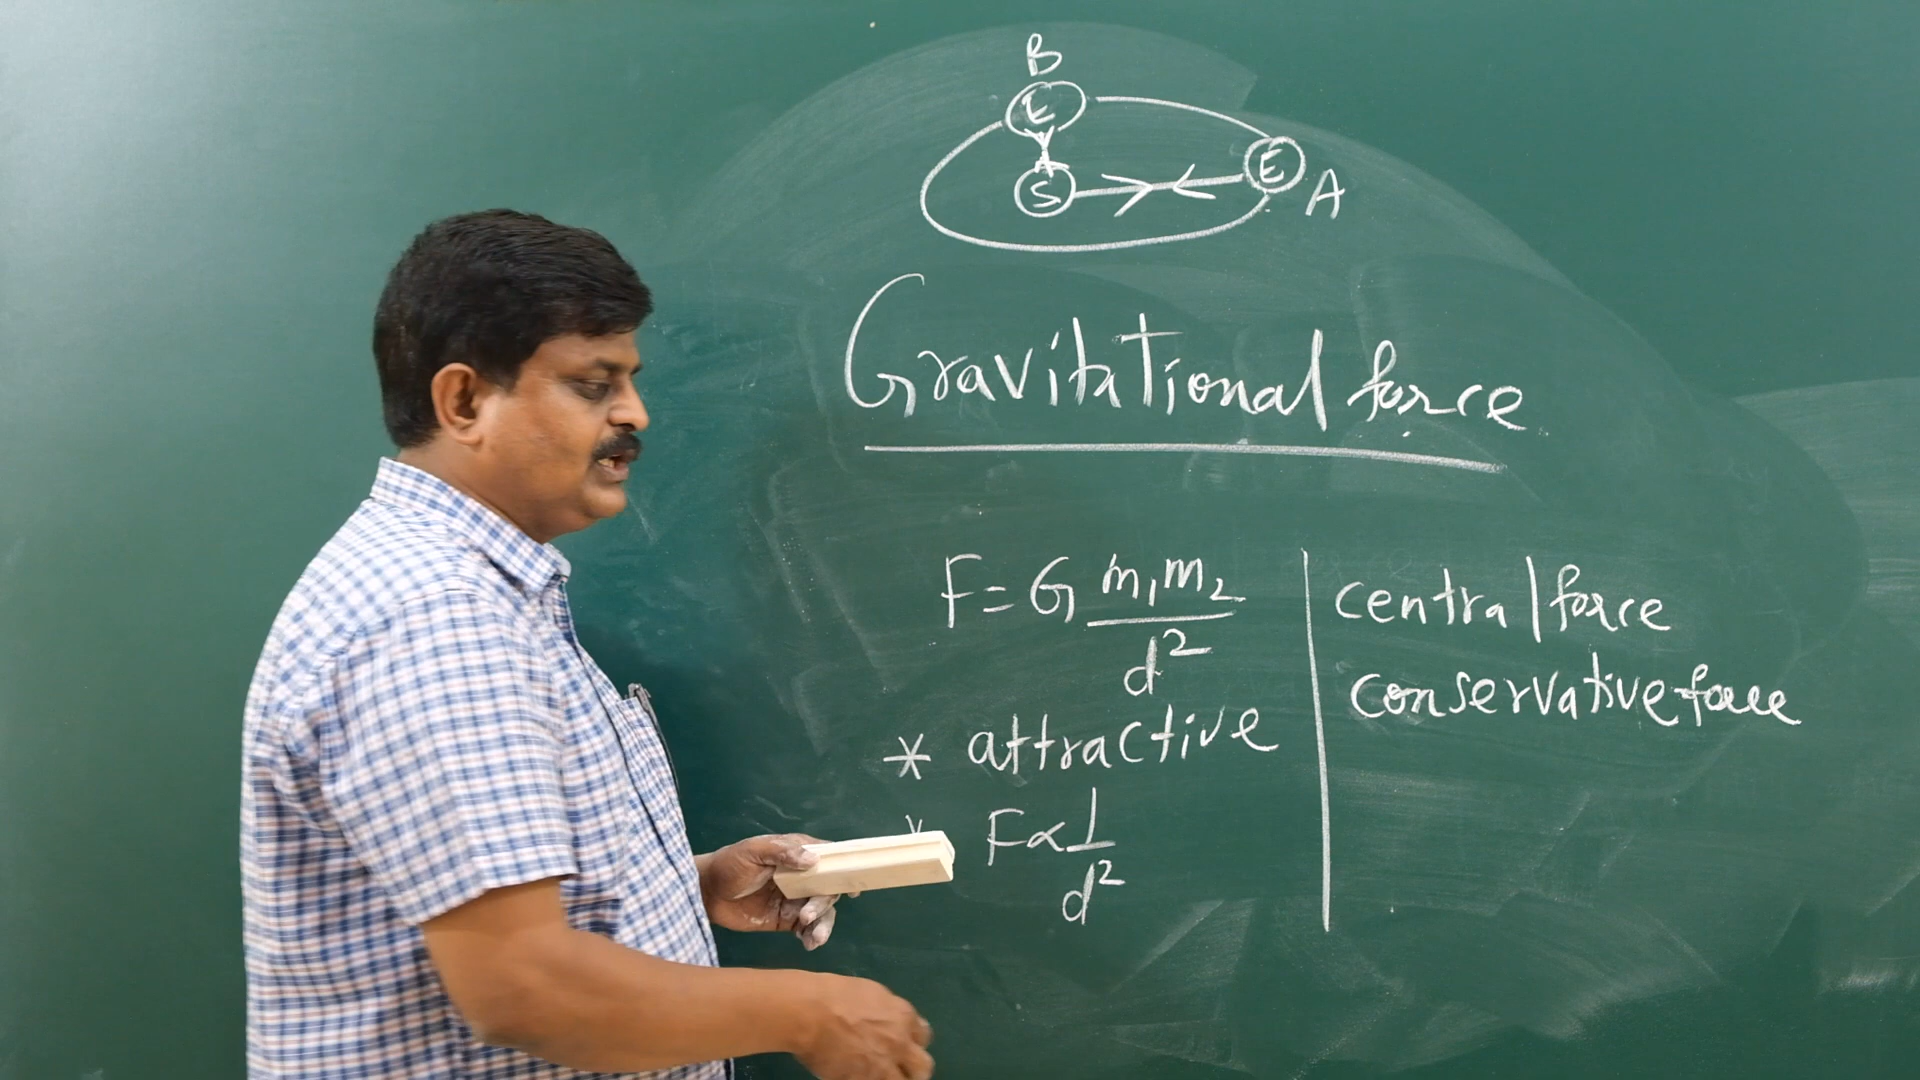 B
E
S
E
A
Gravitational force
F = G m₁m₂ / d²
* attractive
* F ∝ 1 / d²
central force
conservative force